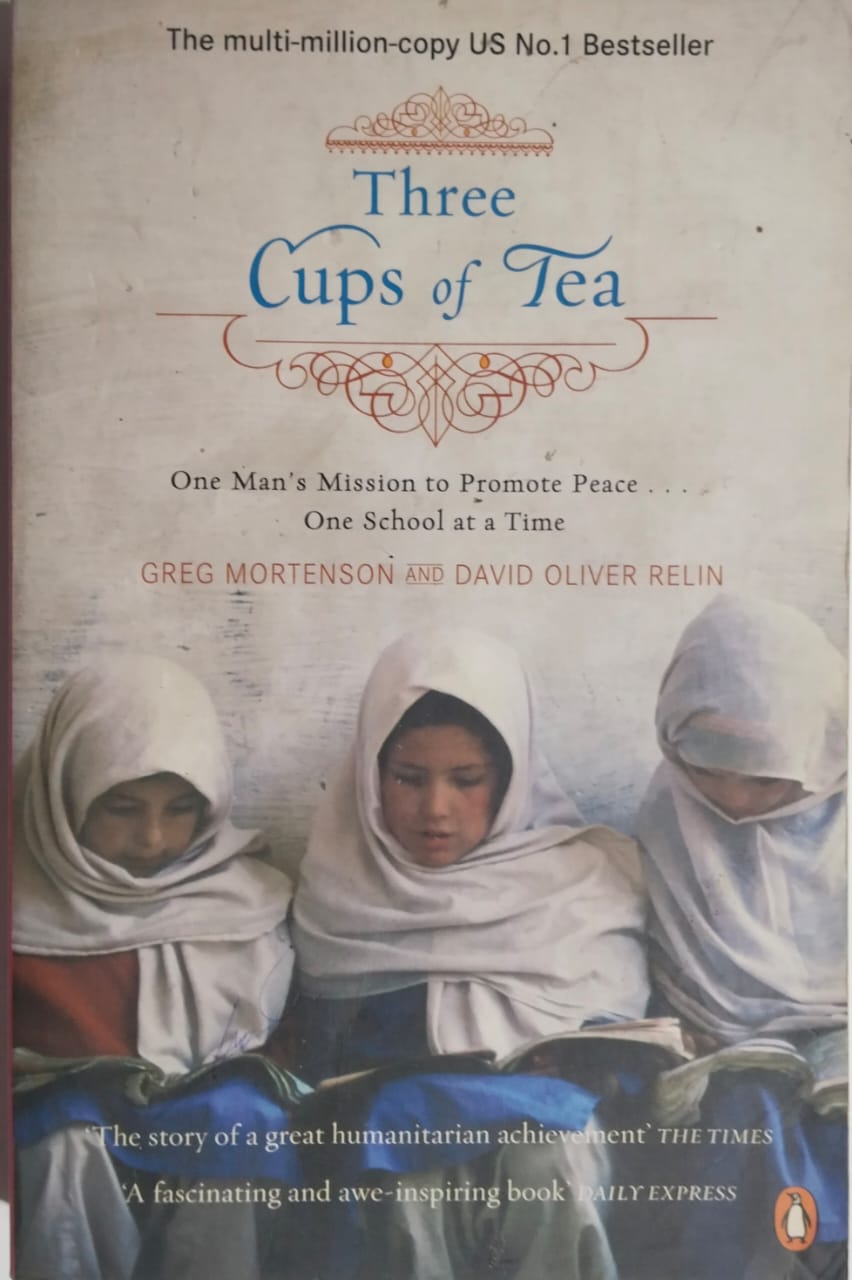 The multi-million-copy US No.1 Bestseller
Three
Cups of Tea
One Man's Mission to Promote Peace . . .
One School at a Time
GREG MORTENSON AND DAVID OLIVER RELIN
'The story of a great humanitarian achievement' THE TIMES
'A fascinating and awe-inspiring book' DAILY EXPRESS